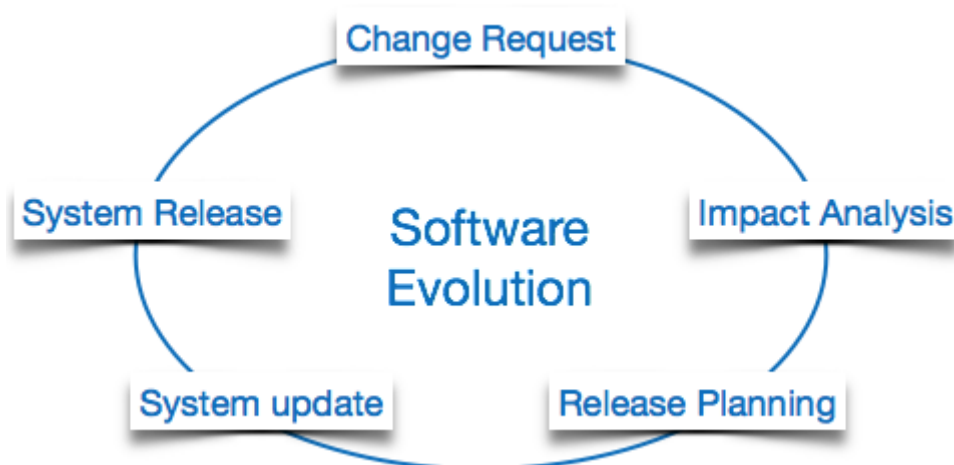 Change Request
System Release
Impact Analysis
Software
Evolution
System update
Release Planning